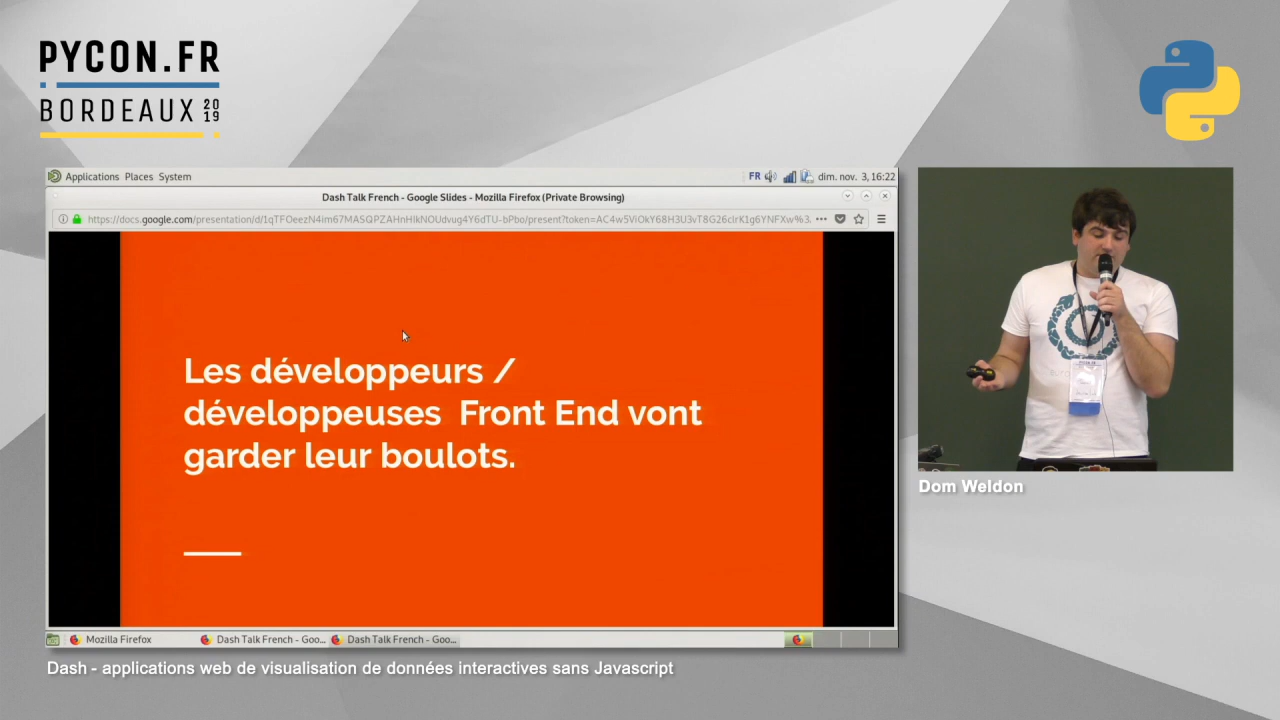 PYCON.FR
BORDEAUX 2019
Applications Places System
FR
dim. nov. 3, 16:22
Dash Talk French - Google Slides - Mozilla Firefox (Private Browsing)
Les développeurs /
développeuses Front End vont
garder leur boulots.
Mozilla Firefox
Dash Talk French - Goo...
Dash Talk French - Goo...
Dom Weldon
Dash - applications web de visualisation de données interactives sans Javascript